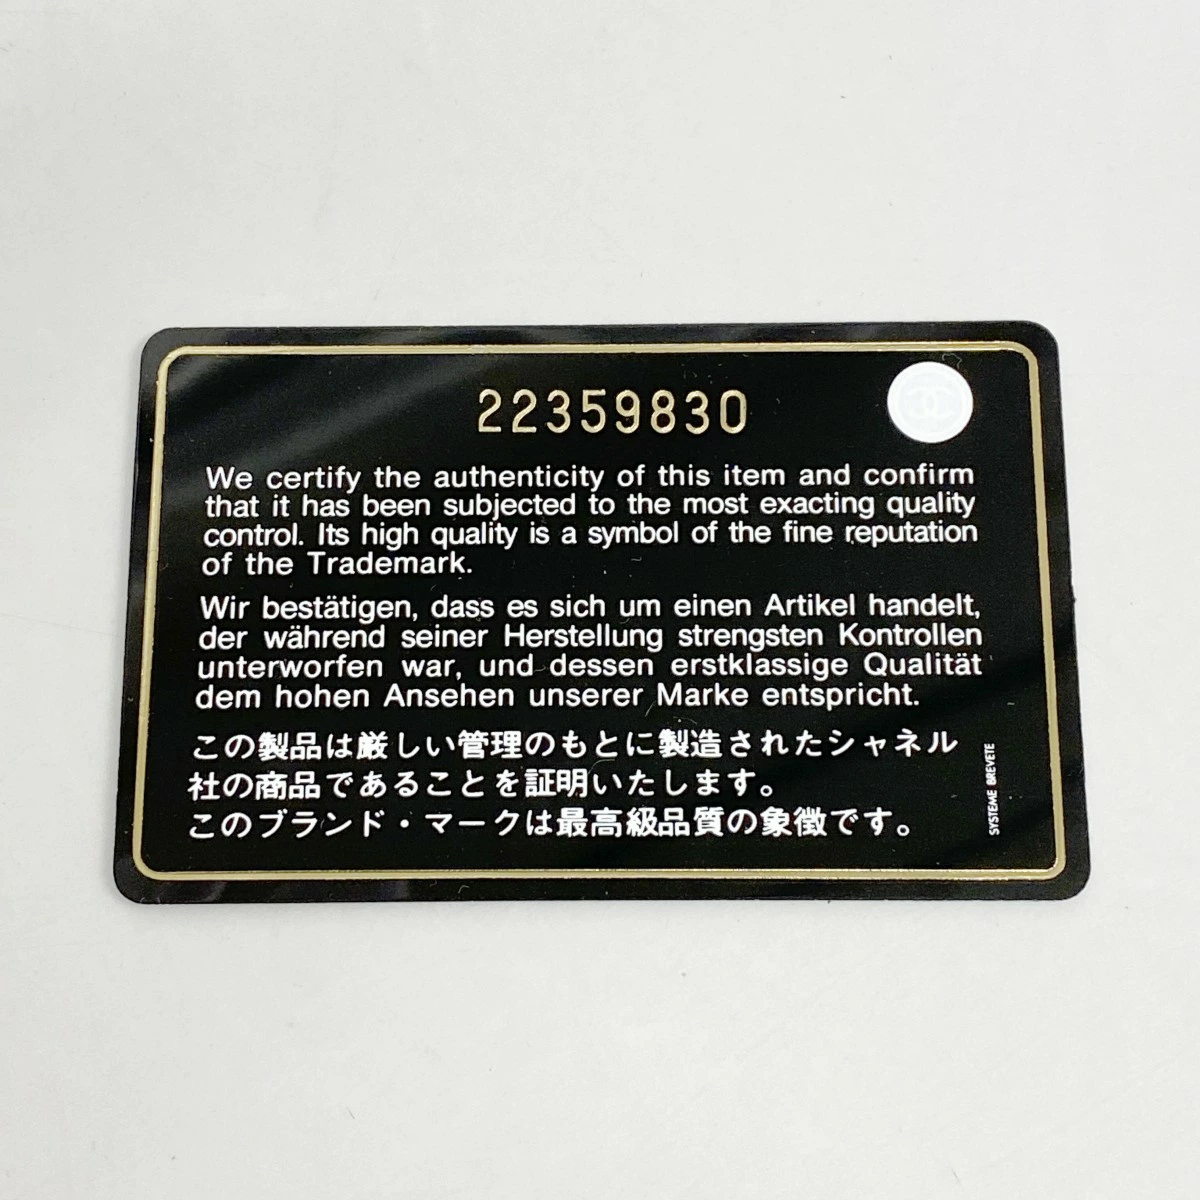 22359830
We certify the authenticity of this item and confirm
that it has been subjected to the most exacting quality
control. Its high quality is a symbol of the fine reputation
of the Trademark.
Wir bestätigen, dass es sich um einen Artikel handelt,
der während seiner Herstellung strengsten Kontrollen
unterworfen war, und dessen erstklassige Qualität
dem hohen Ansehen unserer Marke entspricht.
この製品は厳しい管理のもとに製造されたシャネル
社の商品であることを証明いたします。
このブランド・マークは最高級品質の象徴です。
SYSTEME BREVETE